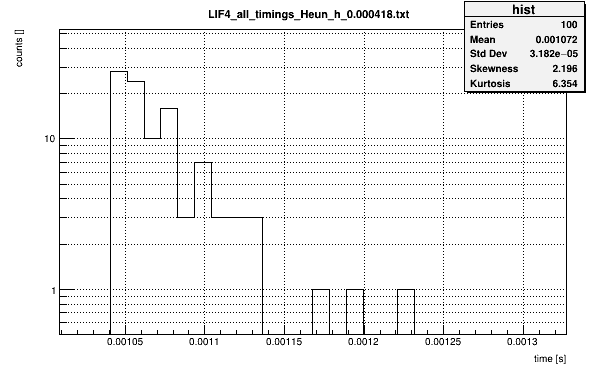 LIF4_all_timings_Heun_h_0.000418.txt
hist
Entries 100
Mean 0.001072
Std Dev 3.182e−05
Skewness 2.196
Kurtosis 6.354
counts []
10
1
0.00105 0.0011 0.00115 0.0012 0.00125 0.0013
time [s]